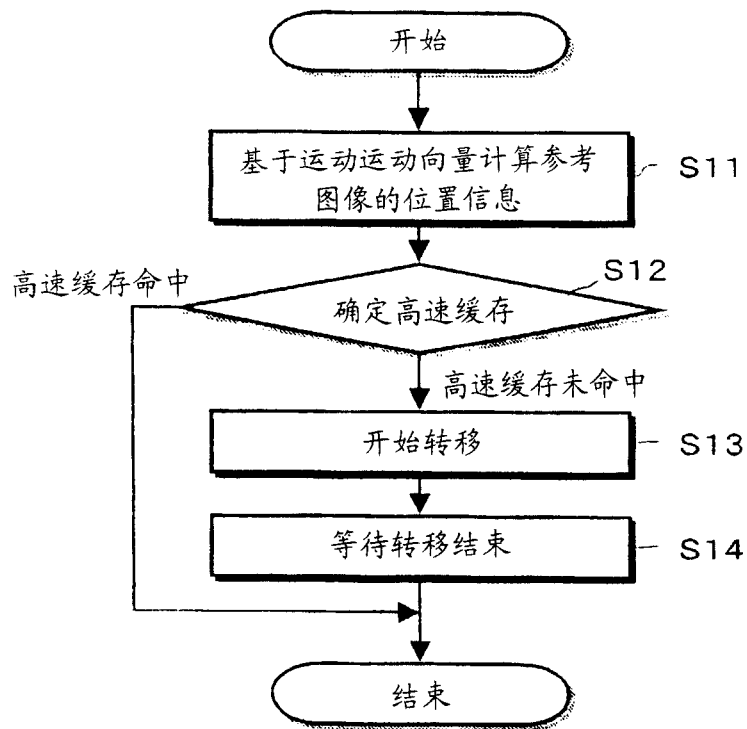 开始
基于运动运动向量计算参考
图像的位置信息
S11
S12
高速缓存命中
确定高速缓存
高速缓存未命中
开始转移
S13
等待转移结束
S14
结束